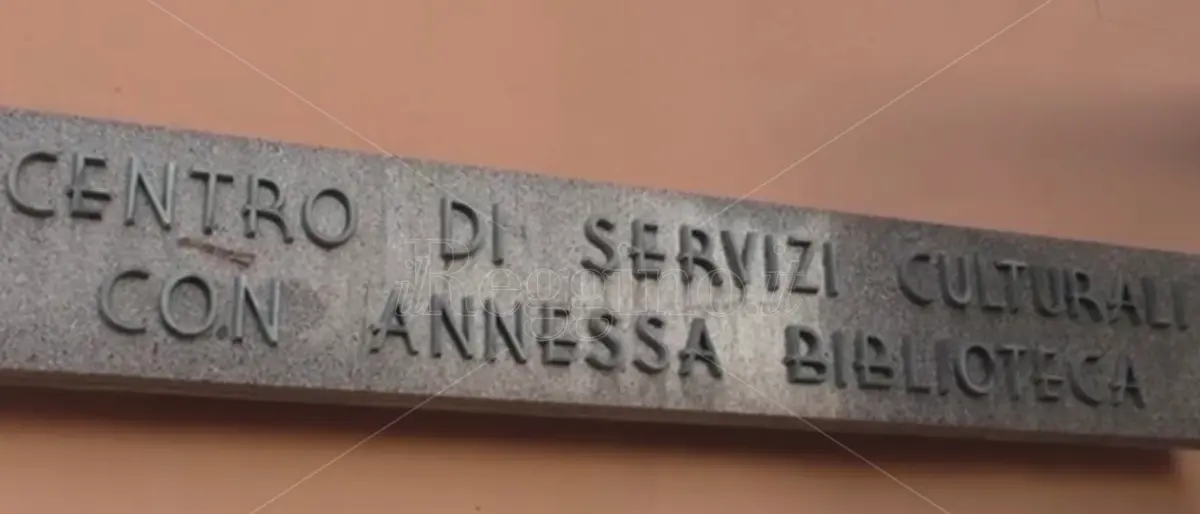 CENTRO DI SERVIZI CULTURALI
CON ANNESSA BIBLIOTECA